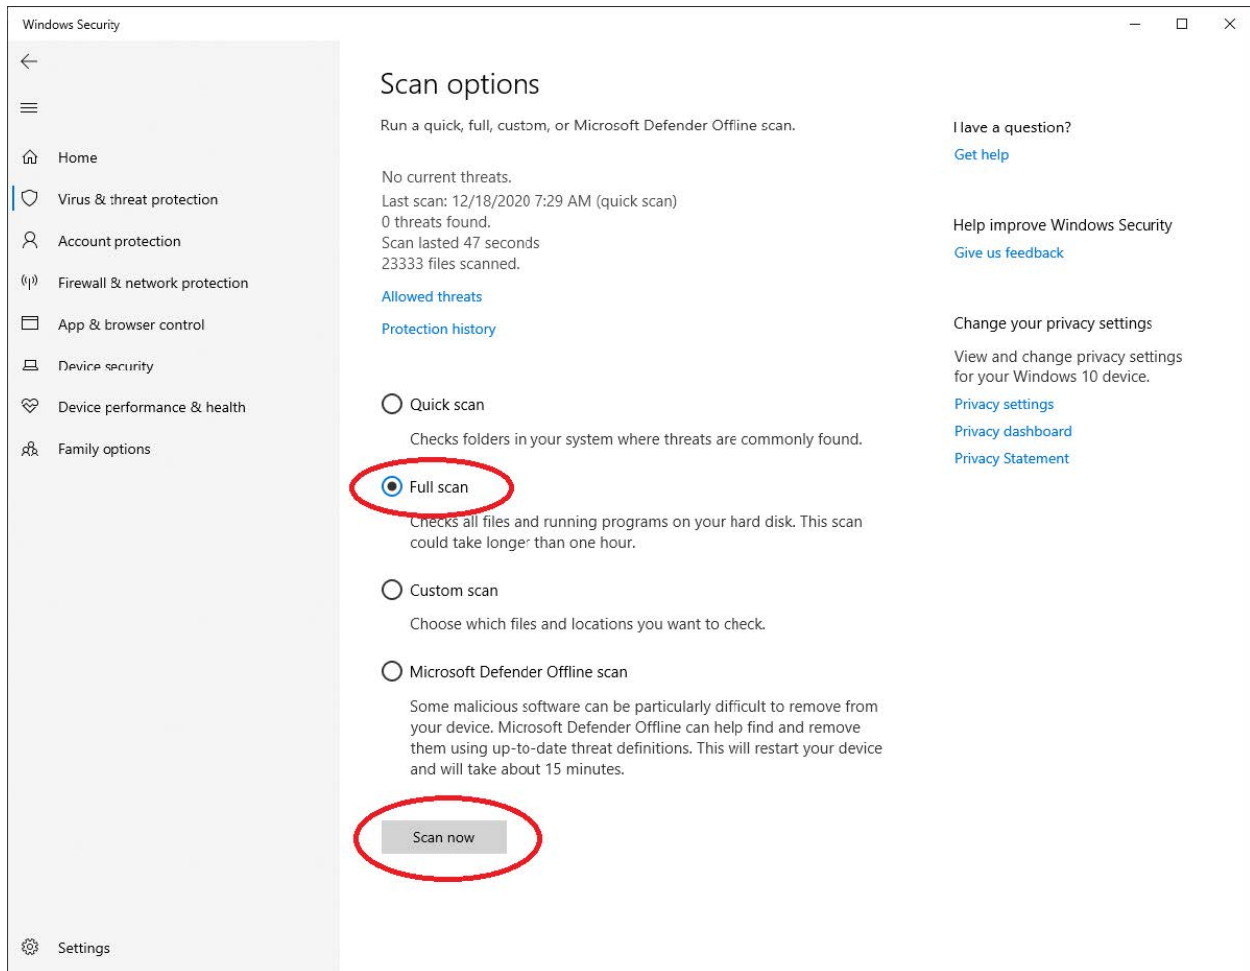 Windows Security
Home
Virus & threat protection
Account protection
Firewall & network protection
App & browser control
Device security
Device performance & health
Family options
Settings
Scan options
Run a quick, full, custom, or Microsoft Defender Offline scan.
No current threats.
Last scan: 12/18/2020 7:29 AM (quick scan)
0 threats found.
Scan lasted 47 seconds
23333 files scanned.
Allowed threats
Protection history
Quick scan
Checks folders in your system where threats are commonly found.
Full scan
Checks all files and running programs on your hard disk. This scan
could take longer than one hour.
Custom scan
Choose which files and locations you want to check.
Microsoft Defender Offline scan
Some malicious software can be particularly difficult to remove from
your device. Microsoft Defender Offline can help find and remove
them using up-to-date threat definitions. This will restart your device
and will take about 15 minutes.
Scan now
Have a question?
Get help
Help improve Windows Security
Give us feedback
Change your privacy settings
View and change privacy settings
for your Windows 10 device.
Privacy settings
Privacy dashboard
Privacy Statement